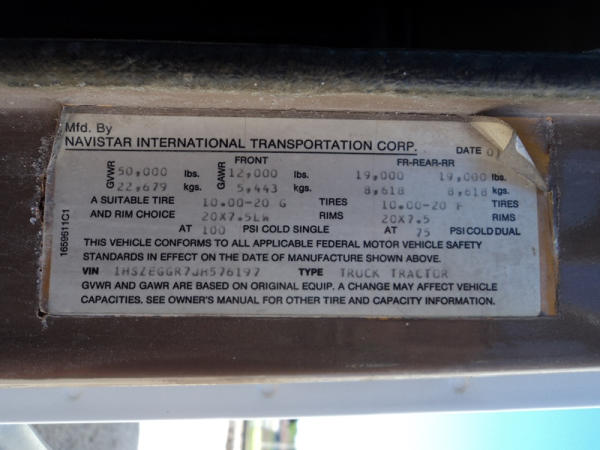 Mfd. By
NAVISTAR INTERNATIONAL TRANSPORTATION CORP. DATE 0
FRONT FR-REAR-RR
GVWR 50,000 lbs. GAWR 12,000 lbs. 19,000 19,000 lbs.
22,679 kgs. 5,443 kgs. 8,618 8,618 kgs.
A SUITABLE TIRE 10.00-20 G TIRES 10.00-20 F TIRES
AND RIM CHOICE 20X7.5LW RIMS 20X7.5 RIMS
AT 100 PSI COLD SINGLE AT 75 PSI COLD DUAL
THIS VEHICLE CONFORMS TO ALL APPLICABLE FEDERAL MOTOR VEHICLE SAFETY
STANDARDS IN EFFECT ON THE DATE OF MANUFACTURE SHOWN ABOVE.
VIN 1HSZEGGR7JH576197 TYPE TRUCK TRACTOR
GVWR AND GAWR ARE BASED ON ORIGINAL EQUIP. A CHANGE MAY AFFECT VEHICLE
CAPACITIES. SEE OWNER'S MANUAL FOR OTHER TIRE AND CAPACITY INFORMATION.
1659511C1